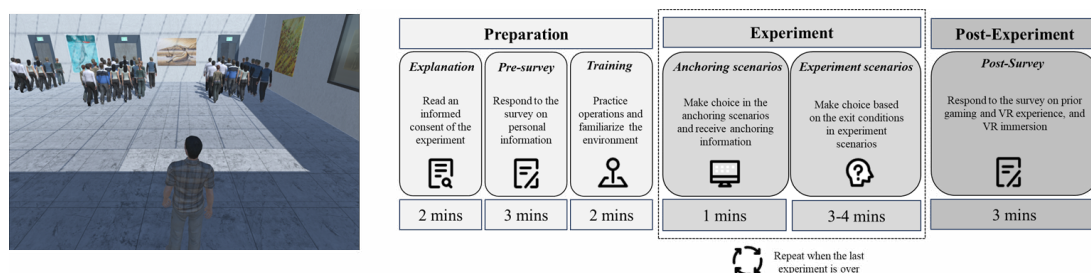 Preparation
Experiment
Post-Experiment
Explanation
Read an
informed
consent of the
experiment
Pre-survey
Respond to the
survey on
personal
information
Training
Practice
operations and
familiarize the
environment
Anchoring scenarios
Make choice in the
anchoring scenarios
and receive anchoring
information
Experiment scenarios
Make choice based
on the exit conditions
in experiment
scenarios
Post-Survey
Respond to the survey on prior
gaming and VR experience, and
VR immersion
2 mins
3 mins
2 mins
1 mins
3-4 mins
3 mins
Repeat when the last
experiment is over